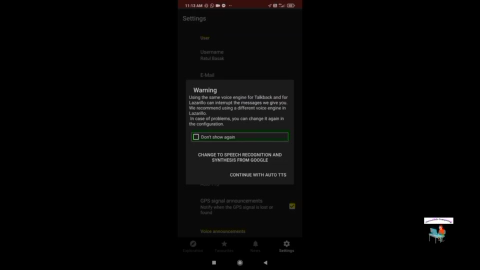 11:13 AM
Settings
User
Username
E-Mail
Warning
Using the same voice engine for Talkback and for
Lazarillo can interrupt the messages we give you.
We recommend using a different voice engine in
Lazarillo.
In case of problems, you can change it again in
the configuration.
Don't show again
CHANGE TO SPEECH RECOGNITION AND
SYNTHESIS FROM GOOGLE
CONTINUE WITH AUTO TTS
GPS signal announcements
Notify when the GPS signal is lost or
found
Voice announcements
Settings